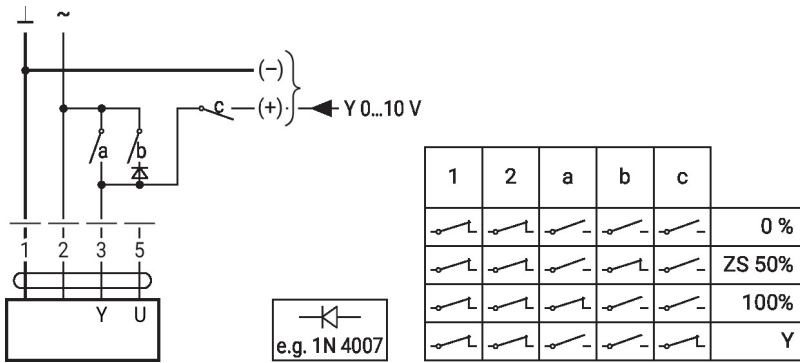 ⊥ ~
(–)
c (+) Y 0...10 V
a b
1 2 3 5
Y U
e.g. 1N 4007
1 2 a b c
0 %
ZS 50%
100%
Y